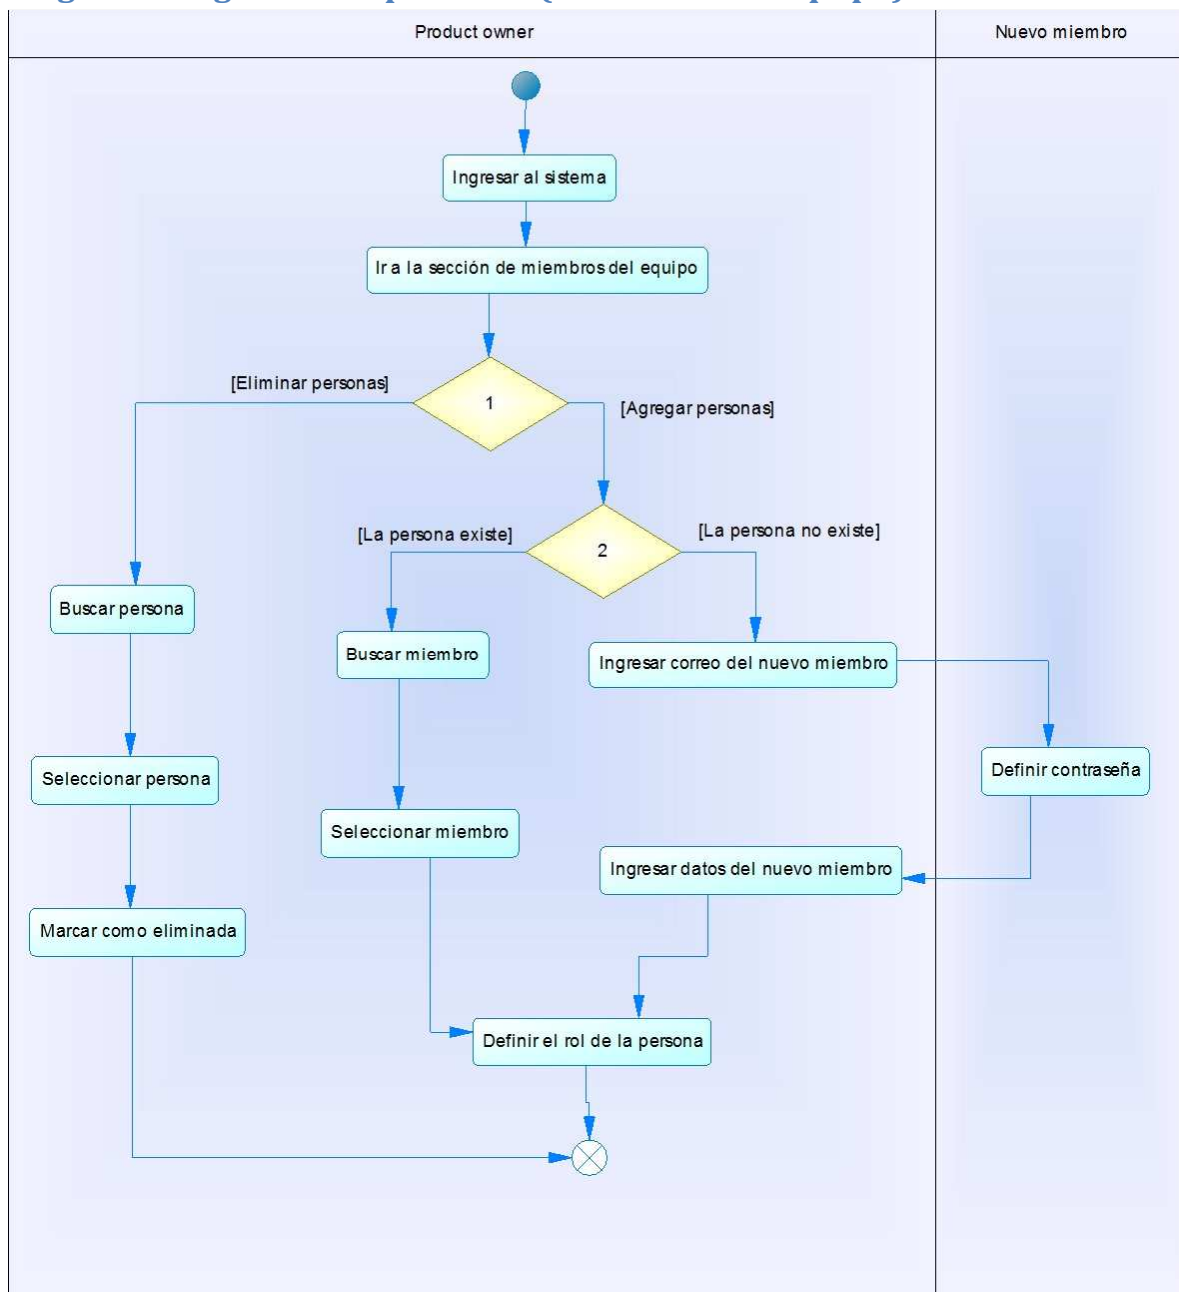 Product owner
Nuevo miembro
Ingresar al sistema
Ir a la sección de miembros del equipo
[Eliminar personas]
1
[Agregar personas]
[La persona existe]
2
[La persona no existe]
Buscar persona
Buscar miembro
Ingresar correo del nuevo miembro
Seleccionar persona
Definir contraseña
Seleccionar miembro
Ingresar datos del nuevo miembro
Marcar como eliminada
Definir el rol de la persona